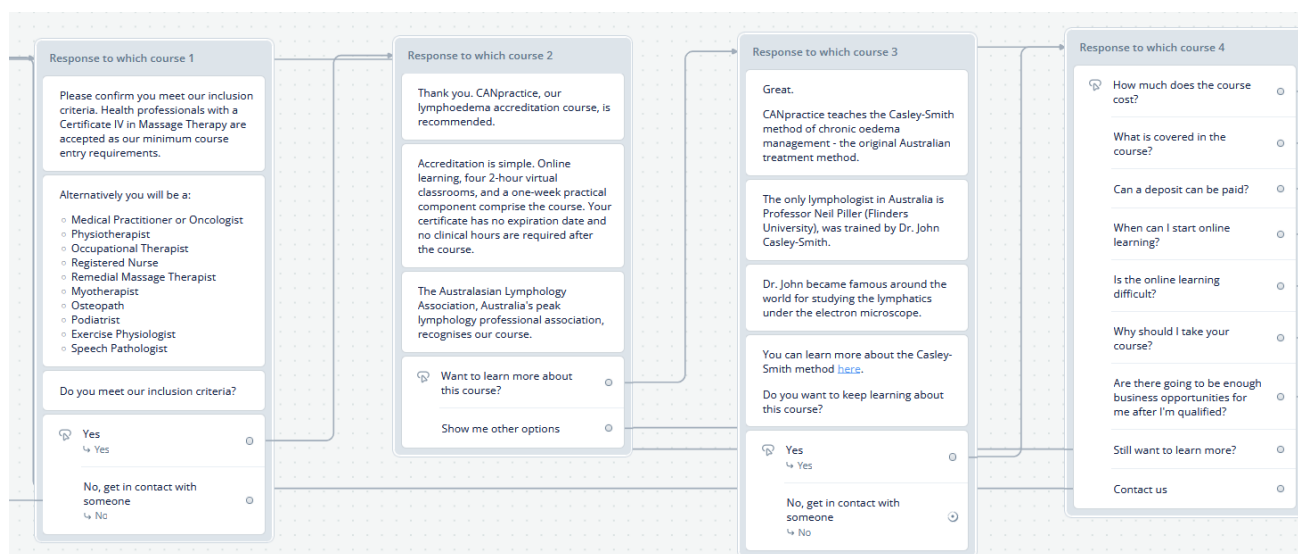 Response to which course 1
Please confirm you meet our inclusion
criteria. Health professionals with a
Certificate IV in Massage Therapy are
accepted as our minimum course
entry requirements.
Alternatively you will be a:
Medical Practitioner or Oncologist
Physiotherapist
Occupational Therapist
Registered Nurse
Remedial Massage Therapist
Myotherapist
Osteopath
Podiatrist
Exercise Physiologist
Speech Pathologist
Do you meet our inclusion criteria?
Yes
↳ Yes
No, get in contact with
someone
↳ No
Response to which course 2
Thank you. CANpractice, our
lymphoedema accreditation course, is
recommended.
Accreditation is simple. Online
learning, four 2-hour virtual
classrooms, and a one-week practical
component comprise the course. Your
certificate has no expiration date and
no clinical hours are required after
the course.
The Australasian Lymphology
Association, Australia's peak
lymphology professional association,
recognises our course.
Want to learn more about
this course?
Show me other options
Response to which course 3
Great.
CANpractice teaches the Casley-Smith
method of chronic oedema
management - the original Australian
treatment method.
The only lymphologist in Australia is
Professor Neil Piller (Flinders
University), was trained by Dr. John
Casley-Smith.
Dr. John became famous around the
world for studying the lymphatics
under the electron microscope.
You can learn more about the Casley-
Smith method here.
Do you want to keep learning about
this course?
Yes
↳ Yes
No, get in contact with
someone
↳ No
Response to which course 4
How much does the course
cost?
What is covered in the
course?
Can a deposit can be paid?
When can I start online
learning?
Is the online learning
difficult?
Why should I take your
course?
Are there going to be enough
business opportunities for
me after I'm qualified?
Still want to learn more?
Contact us